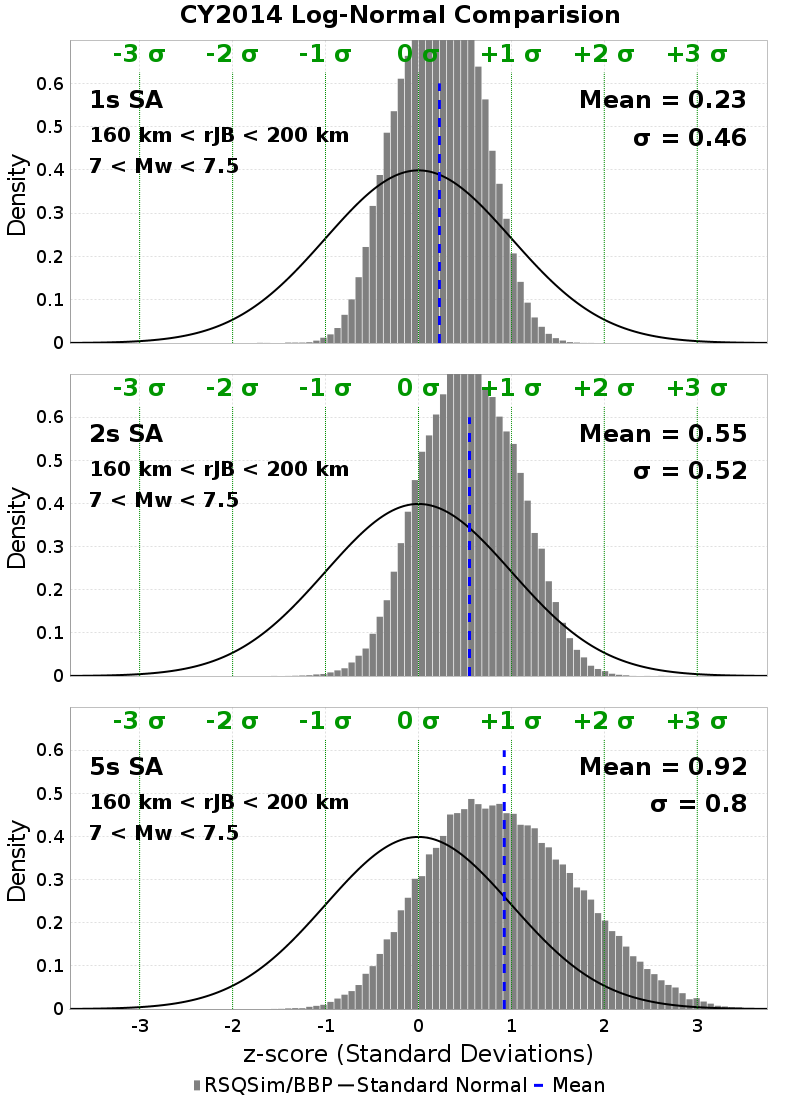 CY2014 Log-Normal Comparision
-3 σ -2 σ -1 σ 0 σ +1 σ +2 σ +3 σ
1s SA
Mean = 0.23
160 km < rJB < 200 km
σ = 0.46
7 < Mw < 7.5
Density
0.6
0.5
0.4
0.3
0.2
0.1
0
-3 σ -2 σ -1 σ 0 σ +1 σ +2 σ +3 σ
2s SA
Mean = 0.55
160 km < rJB < 200 km
σ = 0.52
7 < Mw < 7.5
Density
0.6
0.5
0.4
0.3
0.2
0.1
0
-3 σ -2 σ -1 σ 0 σ +1 σ +2 σ +3 σ
5s SA
Mean = 0.92
160 km < rJB < 200 km
σ = 0.8
7 < Mw < 7.5
Density
0.6
0.5
0.4
0.3
0.2
0.1
0
-3 -2 -1 0 1 2 3
z-score (Standard Deviations)
RSQSim/BBP Standard Normal Mean